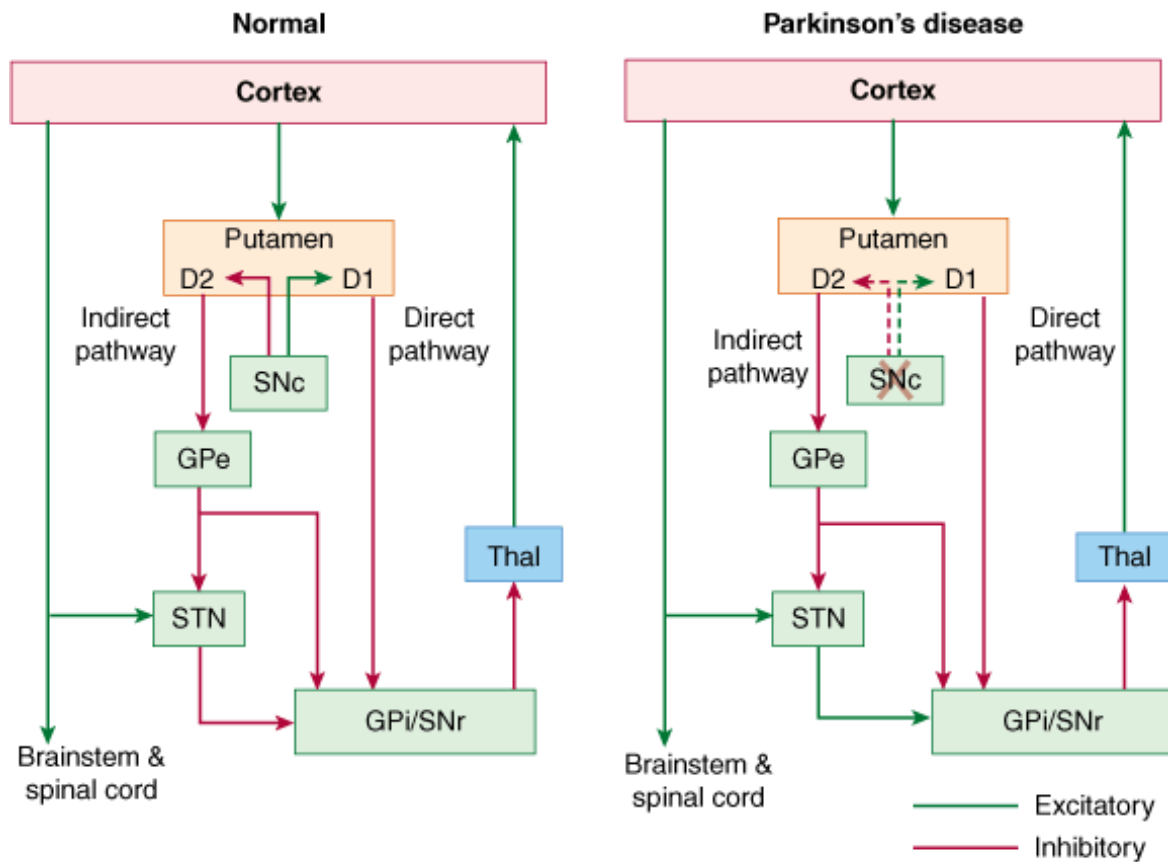 Normal
Cortex
Putamen
D2
D1
Indirect
pathway
Direct
pathway
SNc
GPe
Thal
STN
GPi/SNr
Brainstem &
spinal cord
Parkinson's disease
Cortex
Putamen
D2
D1
Indirect
pathway
Direct
pathway
SNc
GPe
Thal
STN
GPi/SNr
Brainstem &
spinal cord
Excitatory
Inhibitory